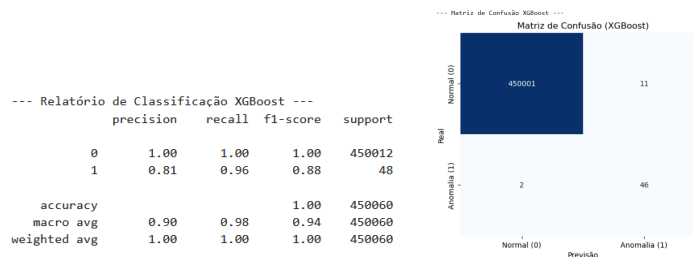 --- Relatório de Classificação XGBoost ---
precision recall f1-score support
0 1.00 1.00 1.00 450012
1 0.81 0.96 0.88 48
accuracy 1.00 450060
macro avg 0.90 0.98 0.94 450060
weighted avg 1.00 1.00 1.00 450060
--- Matriz de Confusão XGBoost ---
Matriz de Confusão (XGBoost)
Real
Normal (0)
450001 11
Anomalia (1)
2 46
Normal (0) Anomalia (1)
Previsão